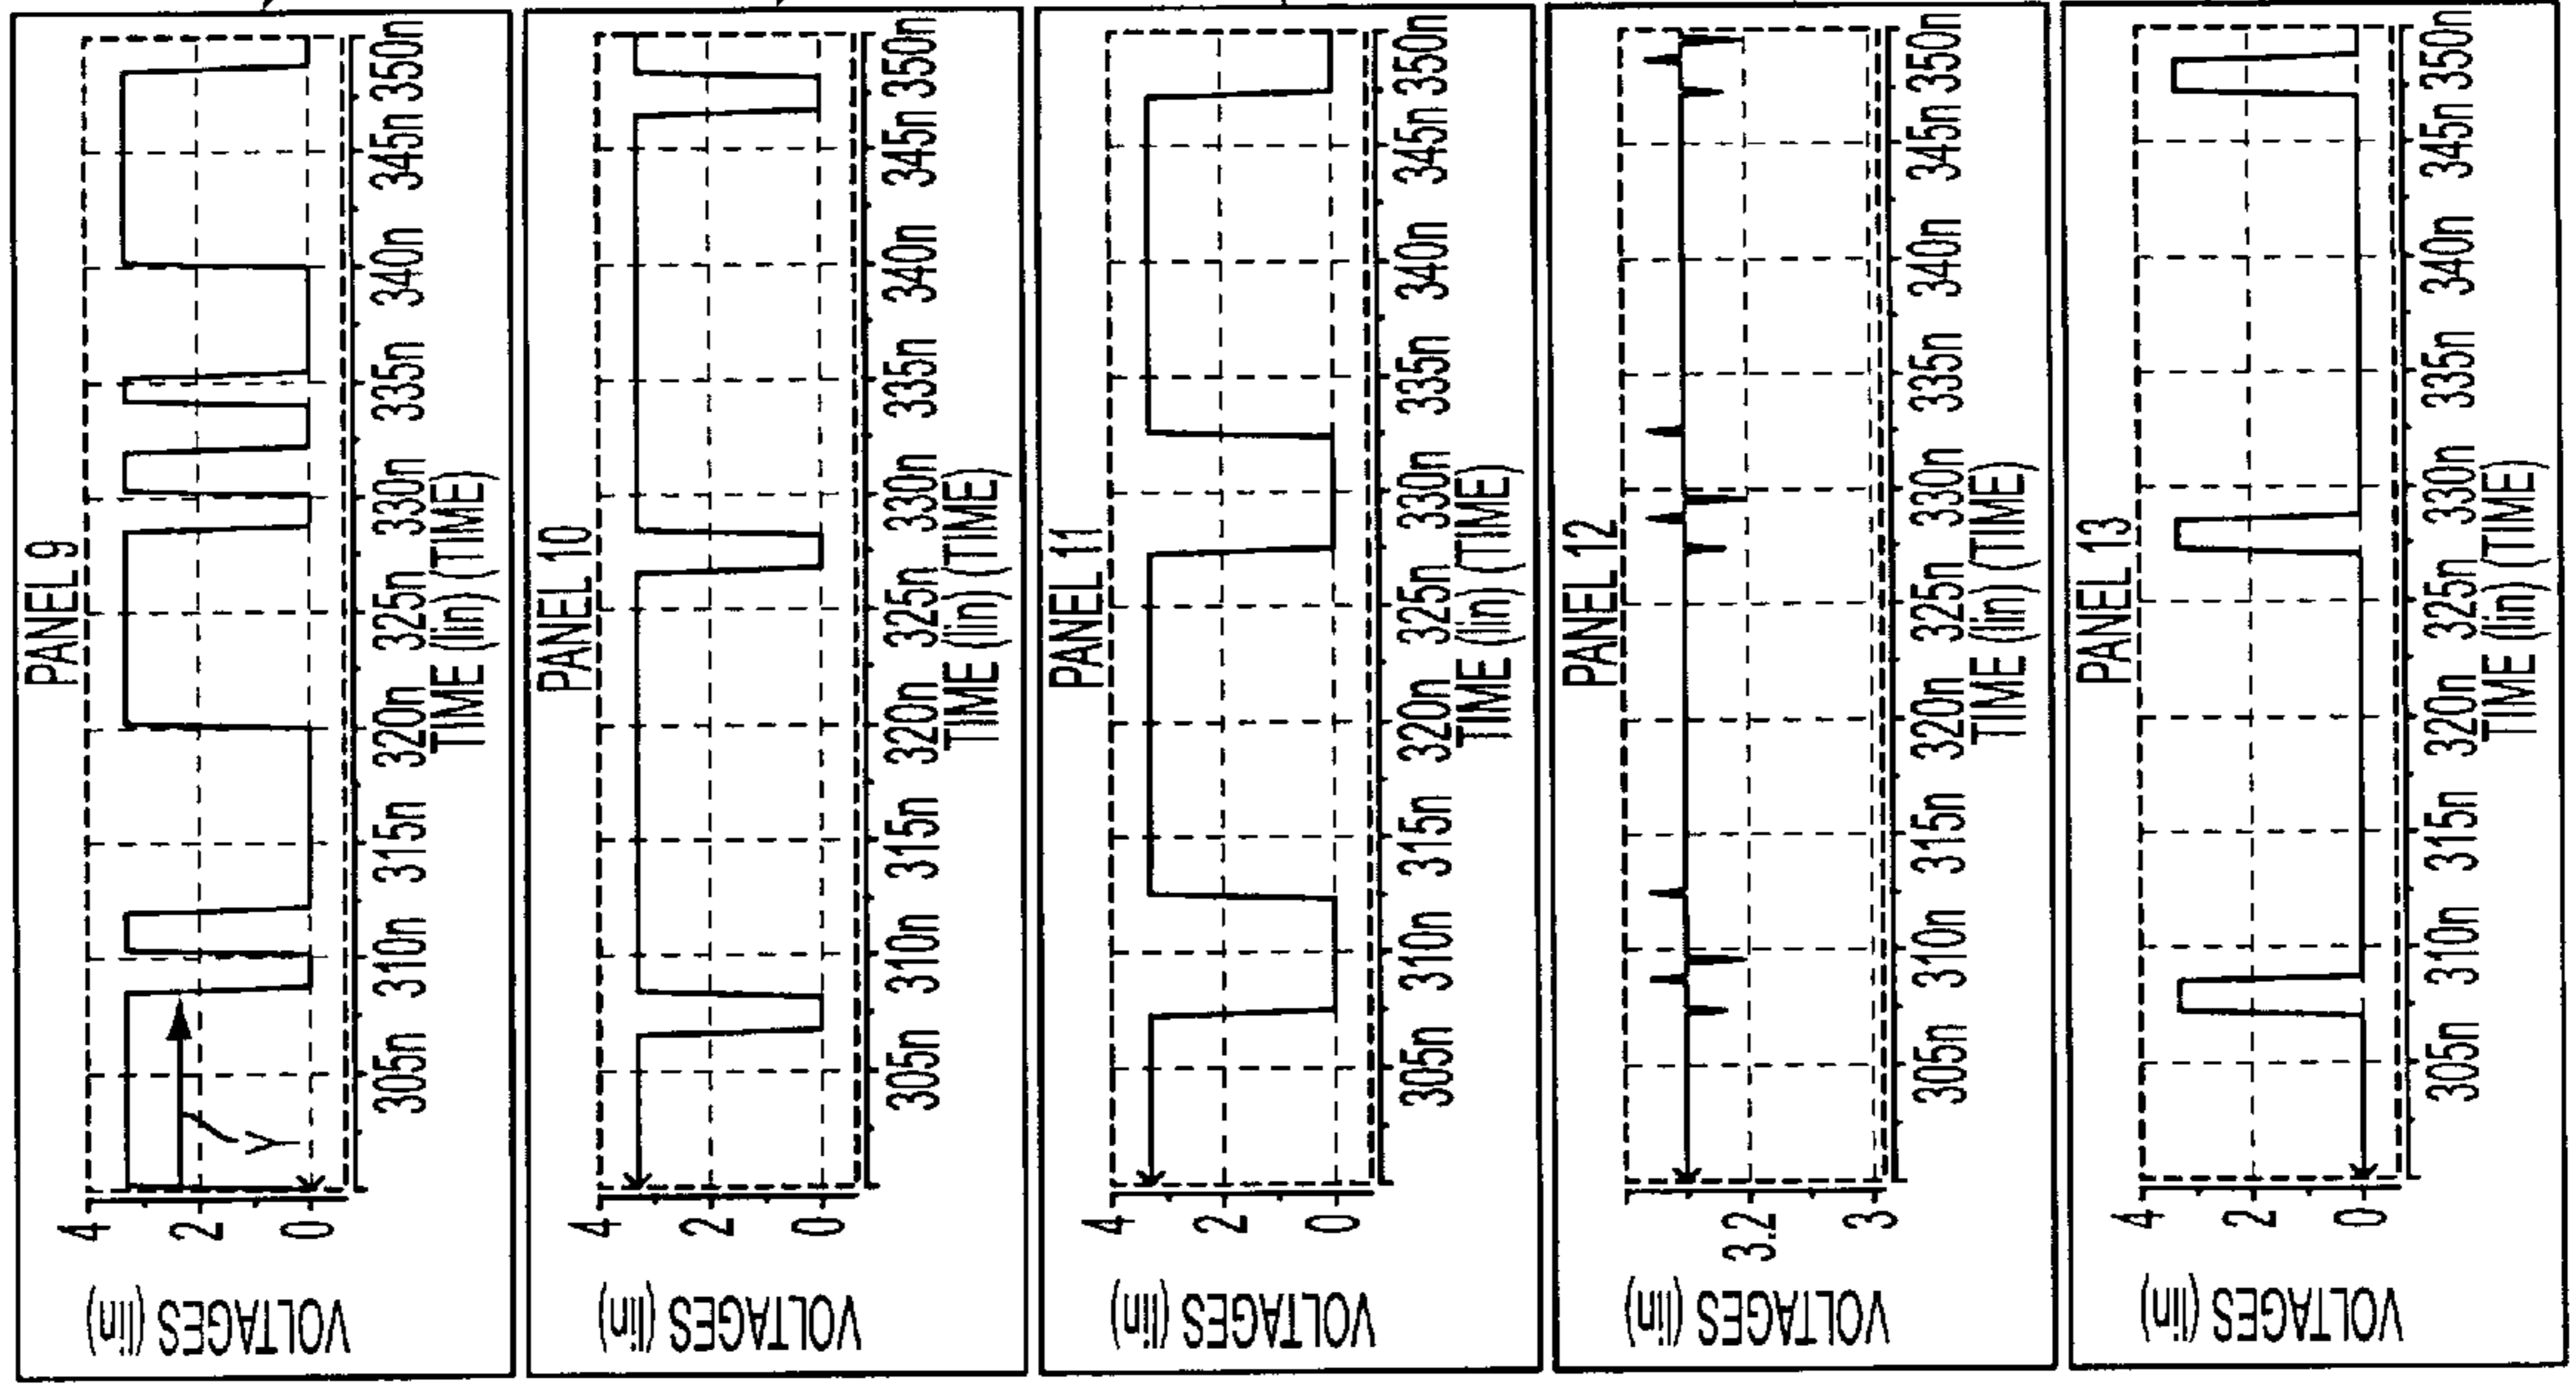 PANEL 9
VOLTAGES (lin)
4
2
0
V
305n 310n 315n 320n 325n 330n 335n 340n 345n 350n
TIME (lin) (TIME)
PANEL 10
VOLTAGES (lin)
4
2
0
305n 310n 315n 320n 325n 330n 335n 340n 345n 350n
TIME (lin) (TIME)
PANEL 11
VOLTAGES (lin)
4
2
0
305n 310n 315n 320n 325n 330n 335n 340n 345n 350n
TIME (lin) (TIME)
PANEL 12
VOLTAGES (lin)
3.2
3
305n 310n 315n 320n 325n 330n 335n 340n 345n 350n
TIME (lin) (TIME)
PANEL 13
VOLTAGES (lin)
4
2
0
305n 310n 315n 320n 325n 330n 335n 340n 345n 350n
TIME (lin) (TIME)